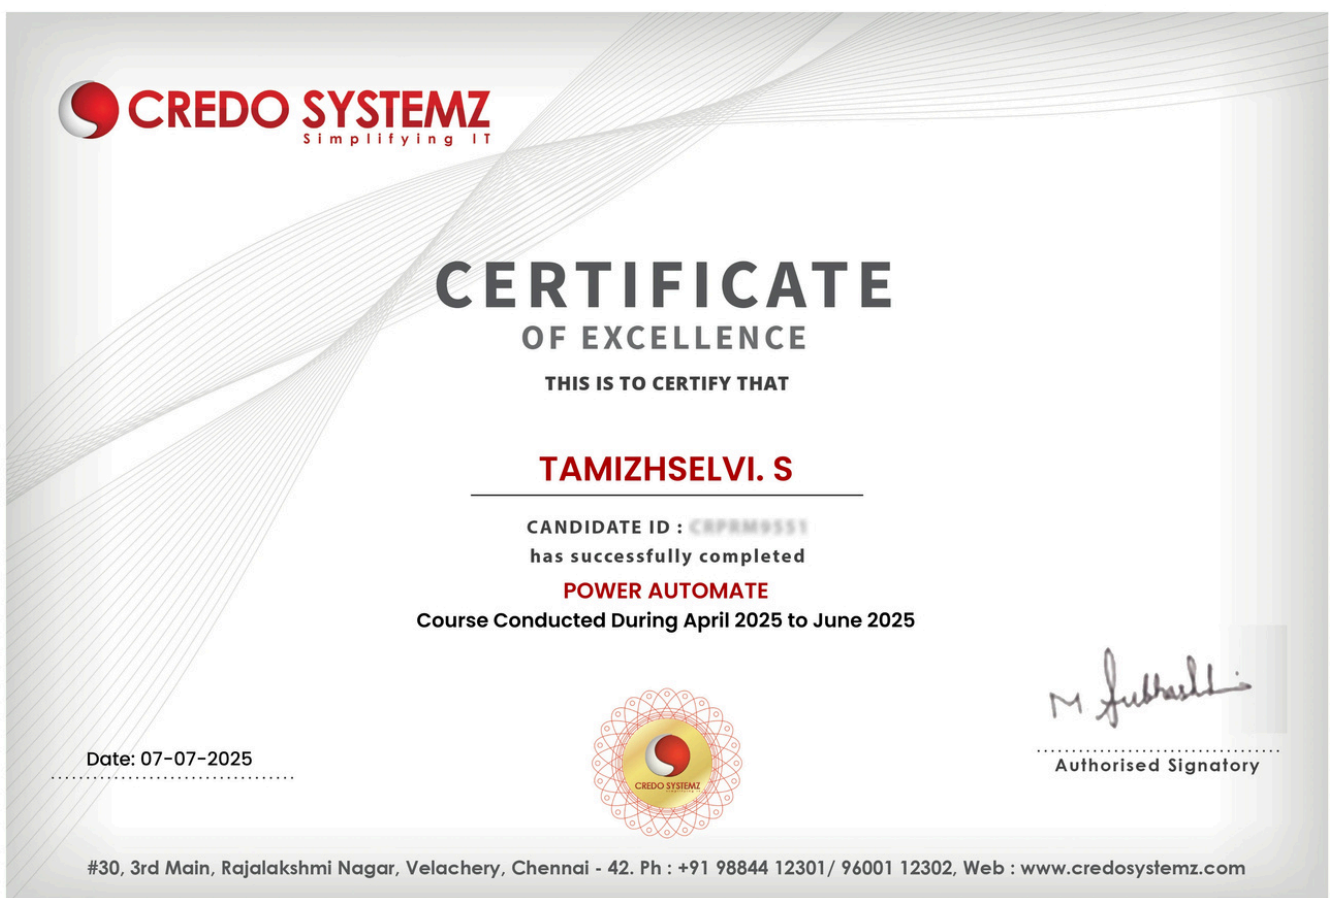 CREDO SYSTEMZ
Simplifying IT
CERTIFICATE
OF EXCELLENCE
THIS IS TO CERTIFY THAT
TAMIZHSELVI. S
CANDIDATE ID :
has successfully completed
POWER AUTOMATE
Course Conducted During April 2025 to June 2025
M
Date: 07-07-2025
CREDO SYSTEMZ
Authorised Signatory
#30, 3rd Main, Rajalakshmi Nagar, Velachery, Chennai - 42. Ph : +91 98844 12301/ 96001 12302, Web : www.credosystemz.com